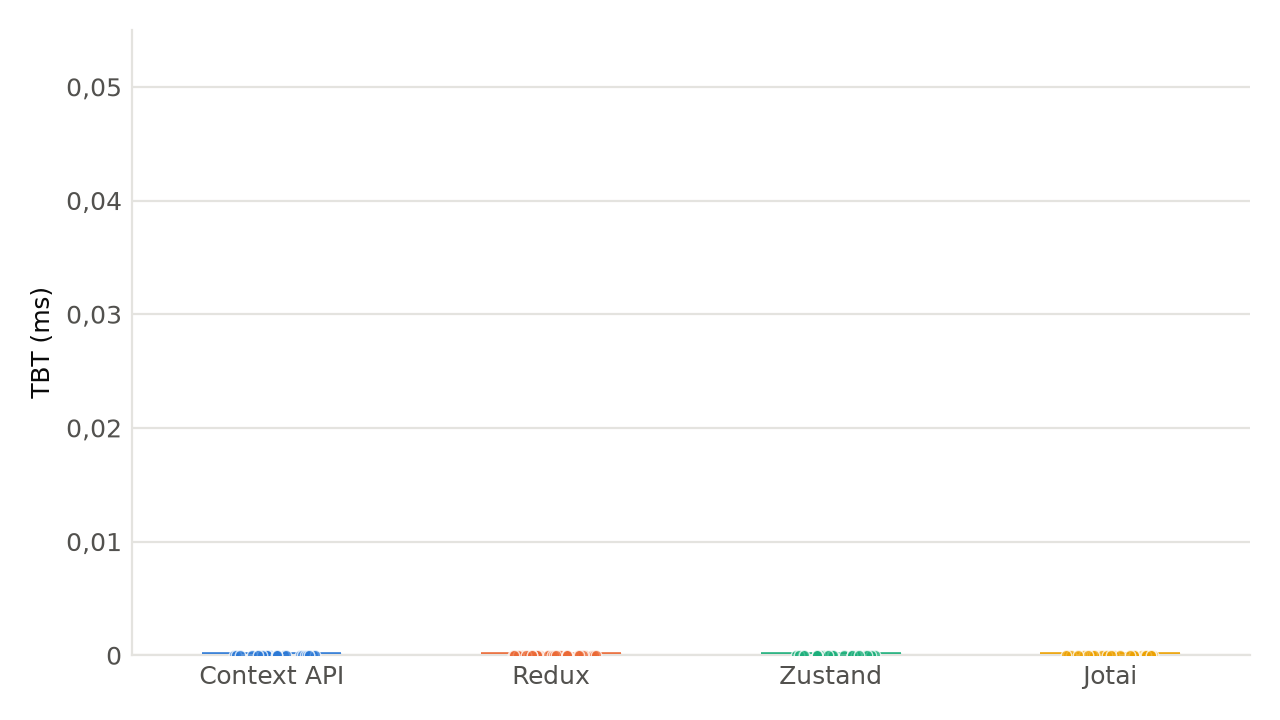 TBT (ms)
0,05
0,04
0,03
0,02
0,01
0
Context API
Redux
Zustand
Jotai